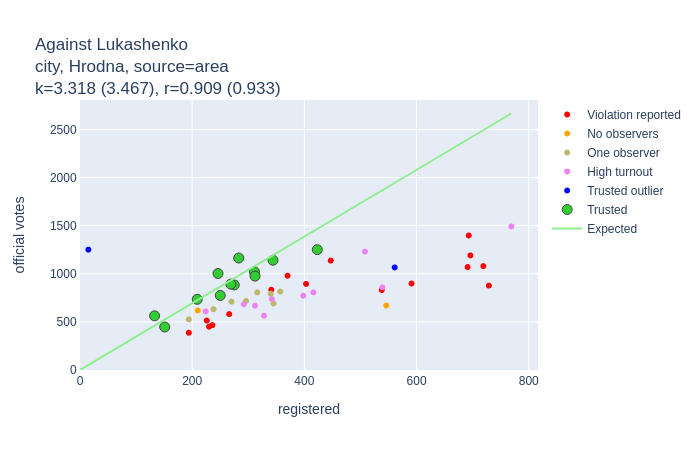 Against Lukashenko
city, Hrodna, source=area
k=3.318 (3.467), r=0.909 (0.933)
2500
2000
1500
1000
500
0
official votes
0
200
400
600
800
registered
Violation reported
No observers
One observer
High turnout
Trusted outlier
Trusted
Expected